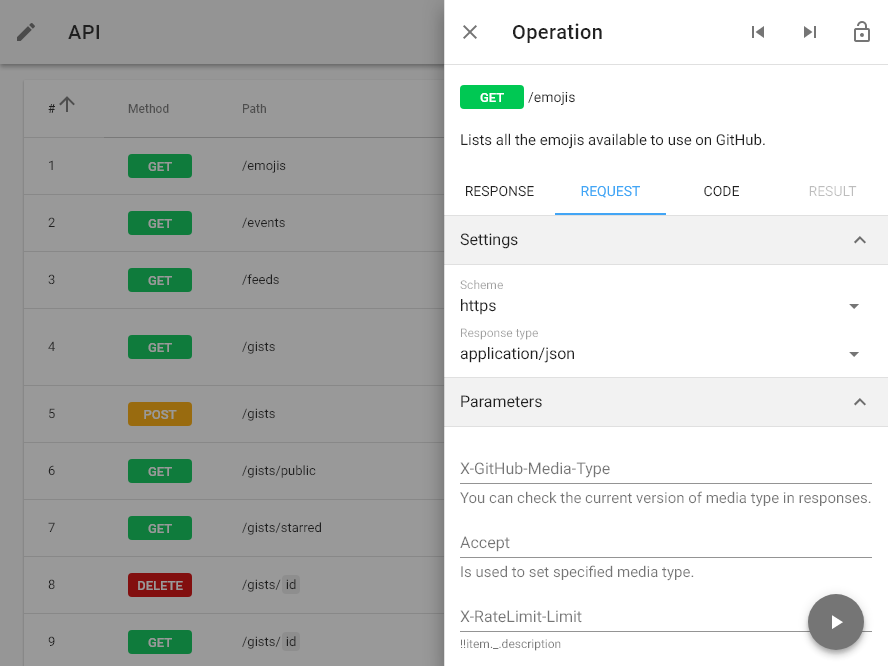 API
# Method Path
1 GET /emojis
2 GET /events
3 GET /feeds
4 GET /gists
5 POST /gists
6 GET /gists/public
7 GET /gists/starred
8 DELETE /gists/ id
9 GET /gists/ id
Operation
GET /emojis
Lists all the emojis available to use on GitHub.
RESPONSE REQUEST CODE RESULT
Settings
Scheme
https
Response type
application/json
Parameters
X-GitHub-Media-Type
You can check the current version of media type in responses.
Accept
Is used to set specified media type.
X-RateLimit-Limit
!!item._.description